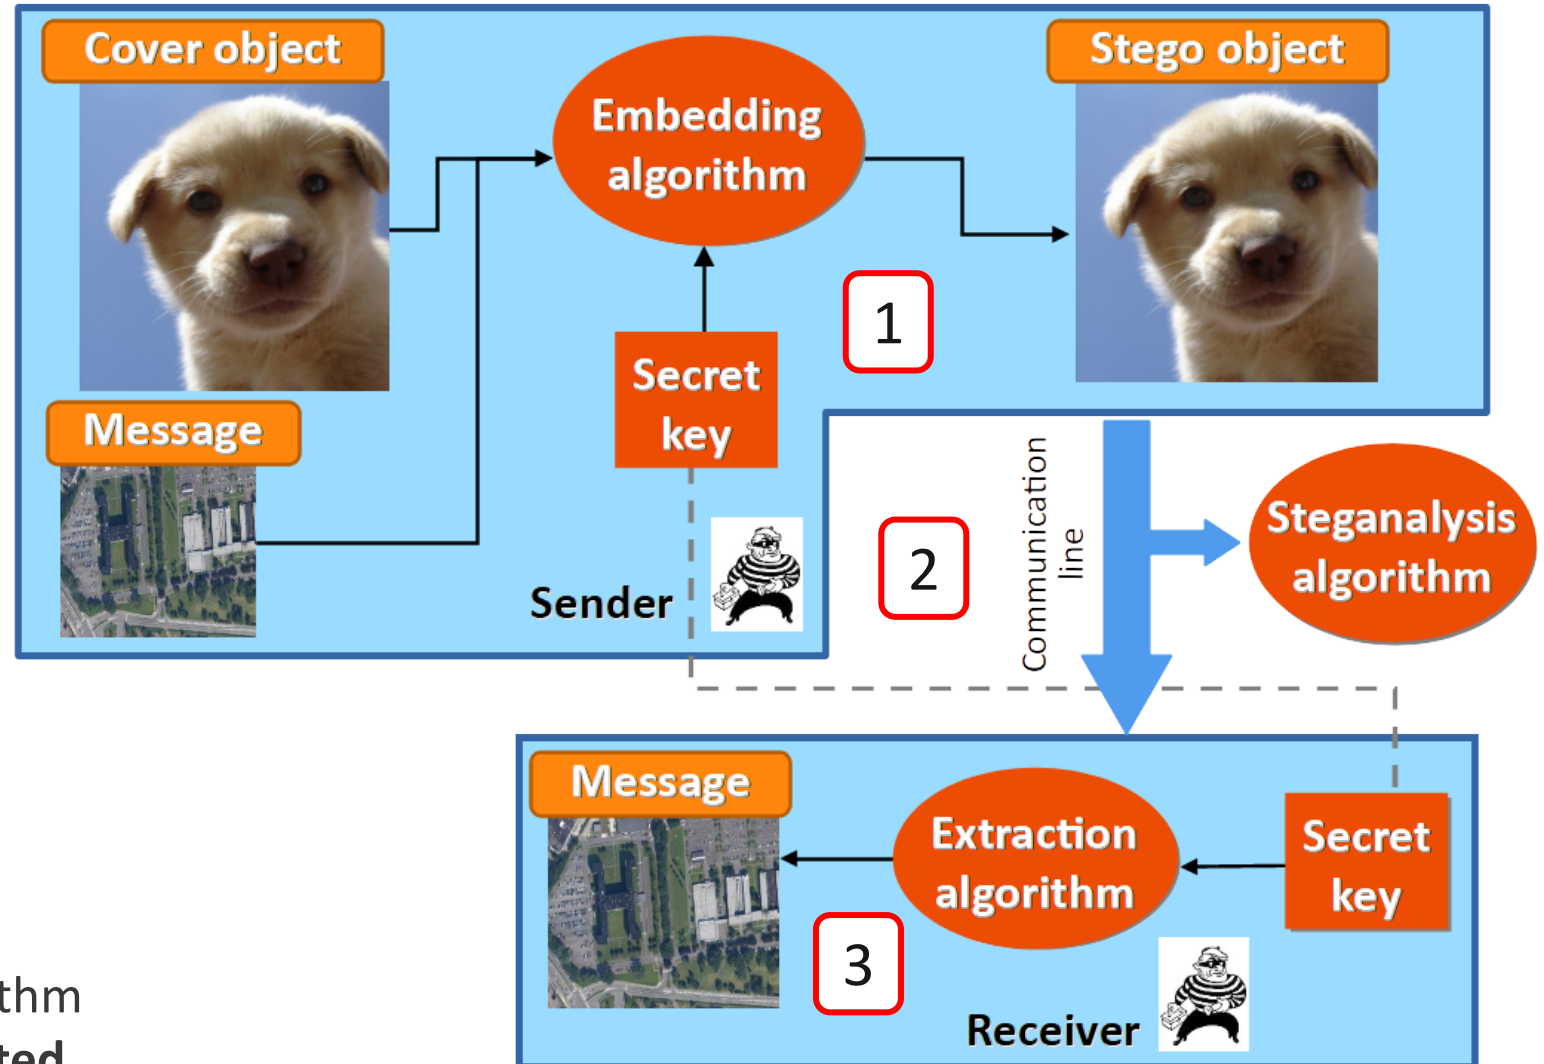 Cover object
Embedding
algorithm
Stego object
1
Secret
key
Message
Communication
line
Steganalysis
algorithm
2
Sender
Message
Extraction
algorithm
Secret
key
3
Receiver
thm
ted